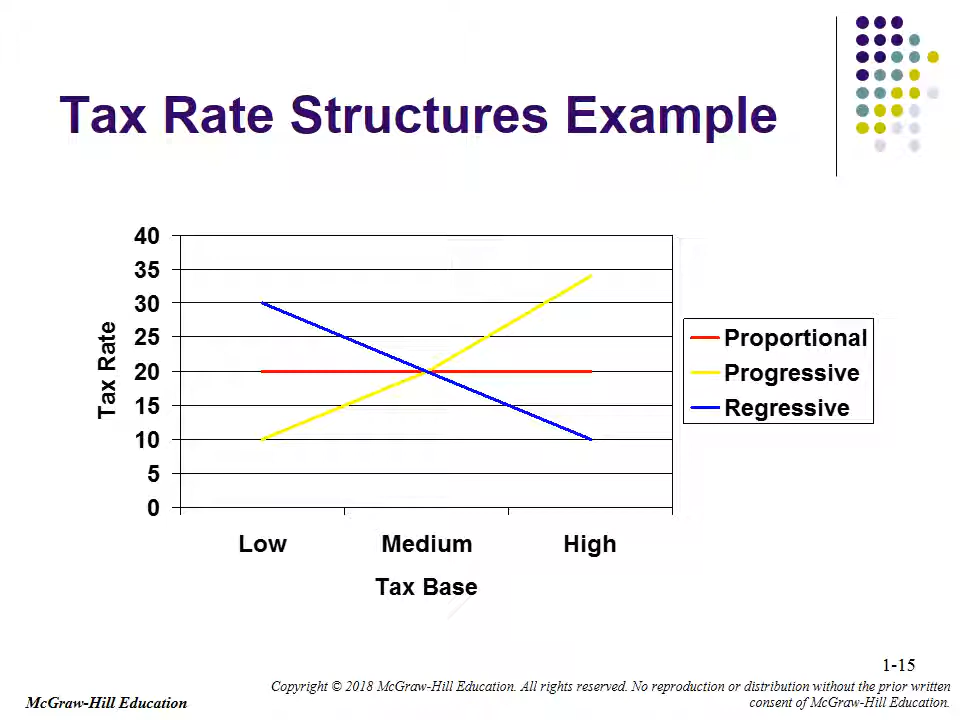 Tax Rate Structures Example
40
35
30
25
20
15
10
5
0
Tax Rate
Low Medium High
Tax Base
Proportional
Progressive
Regressive
1-15
McGraw-Hill Education
Copyright © 2018 McGraw-Hill Education. All rights reserved. No reproduction or distribution without the prior written
consent of McGraw-Hill Education.